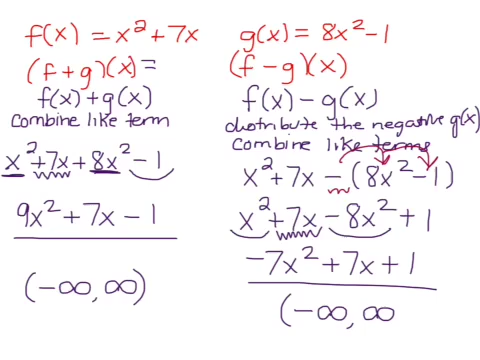 f(x) = x² + 7x
(f + g)(x) =
f(x) + g(x)
combine like term
x² + 7x + 8x² - 1
9x² + 7x - 1
(-∞, ∞)
g(x) = 8x² - 1
(f - g)(x)
f(x) - g(x)
distribute the negative g(x)
combine like terms
x² + 7x - (8x² - 1)
x² + 7x - 8x² + 1
-7x² + 7x + 1
(-∞, ∞